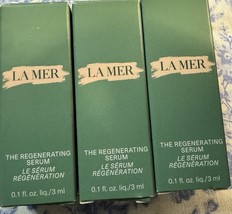 LA MER
THE REGENERATING
SERUM
LE SÉRUM
RÉGÉNÉRATION
0.1 fl. oz. liq./3 ml
LA MER
THE REGENERATING
SERUM
LE SÉRUM
RÉGÉNÉRATION
0.1 fl. oz. liq./3 ml
LA MER
THE REGENERATING
SERUM
LE SÉRUM
RÉGÉNÉRATION
0.1 fl. oz. liq./3 ml